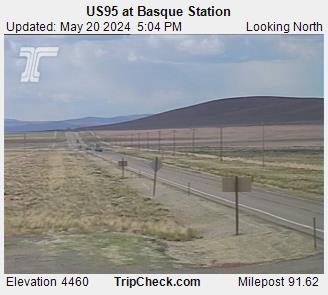 US95 at Basque Station
Updated: May 20 2024 5:04 PM Looking North
Elevation 4460 TripCheck.com Milepost 91.62